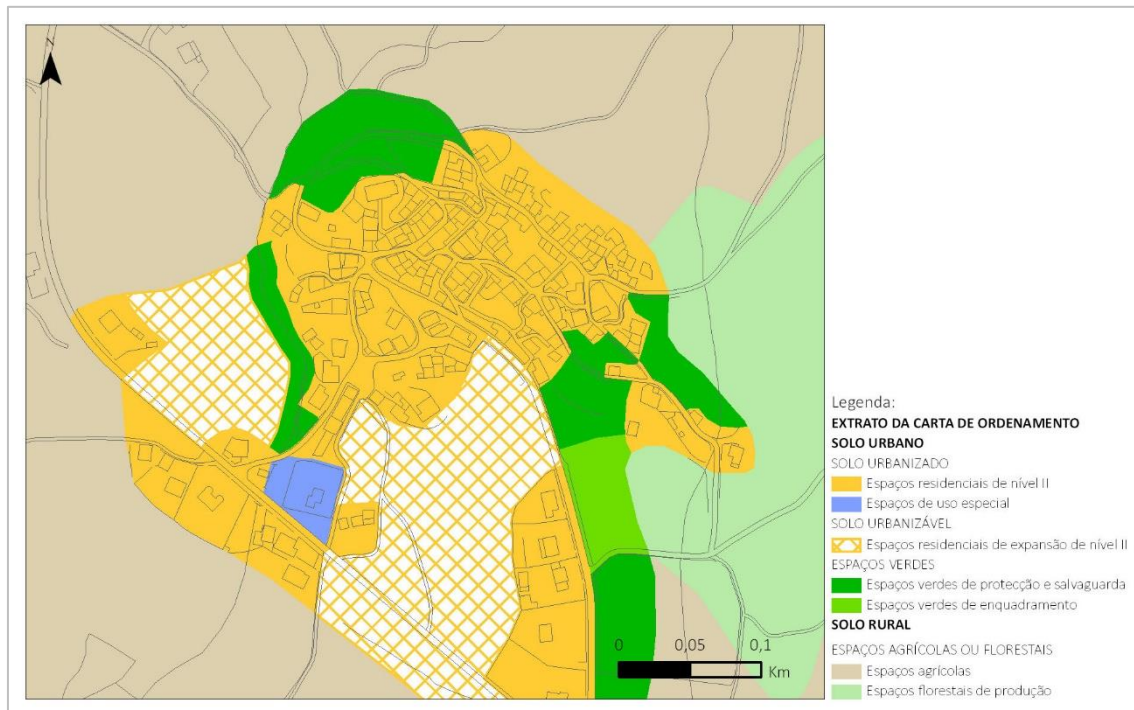 N
Legenda:
EXTRATO DA CARTA DE ORDENAMENTO
SOLO URBANO
SOLO URBANIZADO
Espaços residenciais de nível II
Espaços de uso especial
SOLO URBANIZÁVEL
Espaços residenciais de expansão de nível II
ESPAÇOS VERDES
Espaços verdes de protecção e salvaguarda
Espaços verdes de enquadramento
SOLO RURAL
ESPAÇOS AGRÍCOLAS OU FLORESTAIS
Espaços agrícolas
Espaços florestais de produção
0 0,05 0,1
Km